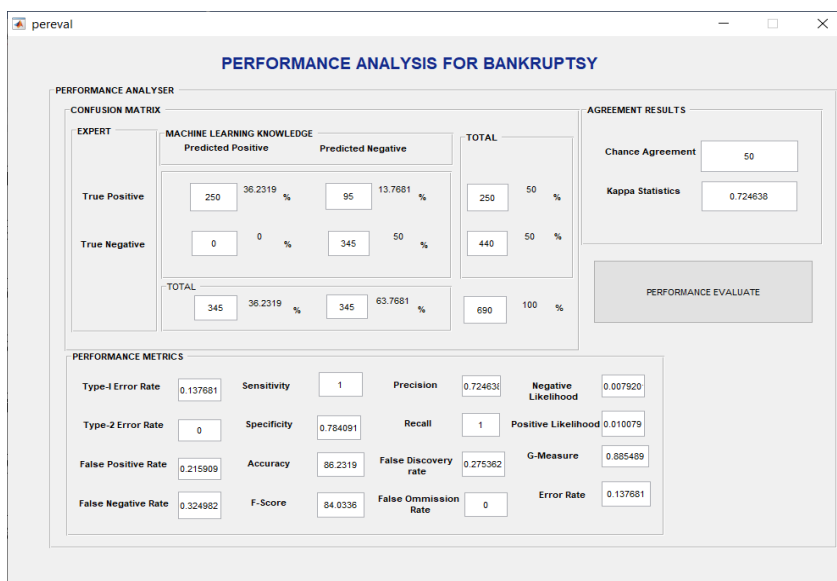 pereval
PERFORMANCE ANALYSIS FOR BANKRUPTSY
PERFORMANCE ANALYSER
CONFUSION MATRIX
EXPERT
MACHINE LEARNING KNOWLEDGE
Predicted Positive Predicted Negative
TOTAL
True Positive 250 36.2319 % 95 13.7681 % 250 50 %
True Negative 0 0 % 345 50 % 440 50 %
TOTAL
345 36.2319 % 345 63.7681 % 690 100 %
AGREEMENT RESULTS
Chance Agreement 50
Kappa Statistics 0.724638
PERFORMANCE EVALUATE
PERFORMANCE METRICS
Type-I Error Rate 0.137681 Sensitivity 1 Precision 0.72463 Negative 0.00792
Likelihood
Type-2 Error Rate 0 Specificity 0.784091 Recall 1 Positive Likelihood 0.010079
False Positive Rate 0.215909 Accuracy 86.2319 False Discovery 0.275362 G-Measure 0.885489
rate
False Negative Rate 0.324982 F-Score 84.0336 False Ommission 0 Error Rate 0.137681
Rate